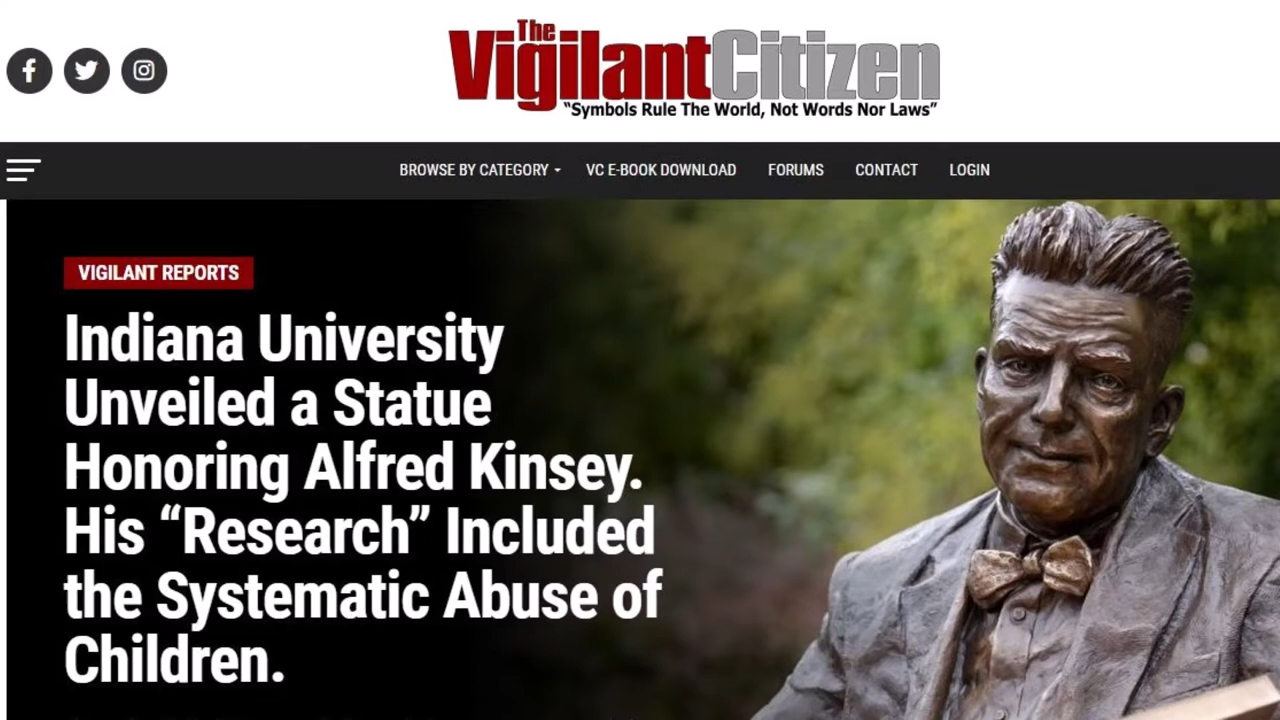 The
VigilantCitizen
“Symbols Rule The World, Not Words Nor Laws”
BROWSE BY CATEGORY VC E-BOOK DOWNLOAD FORUMS CONTACT LOGIN
VIGILANT REPORTS
Indiana University
Unveiled a Statue
Honoring Alfred Kinsey.
His “Research” Included
the Systematic Abuse of
Children.